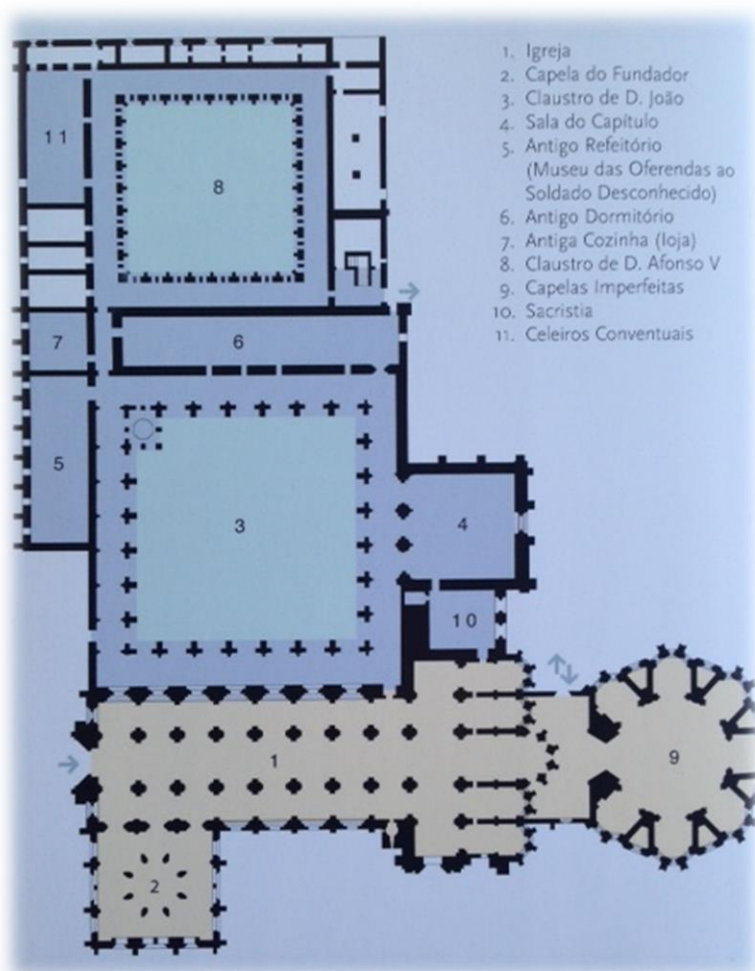 1. Igreja
2. Capela do Fundador
3. Claustro de D. João
4. Sala do Capítulo
5. Antigo Refeitório
(Museu das Oferendas ao
Soldado Desconhecido)
6. Antigo Dormitório
7. Antiga Cozinha (loja)
8. Claustro de D. Afonso V
9. Capelas Imperfeitas
10. Sacristia
11. Celeiros Conventuais
11
8
7
6
5
3
4
10
1
9
2